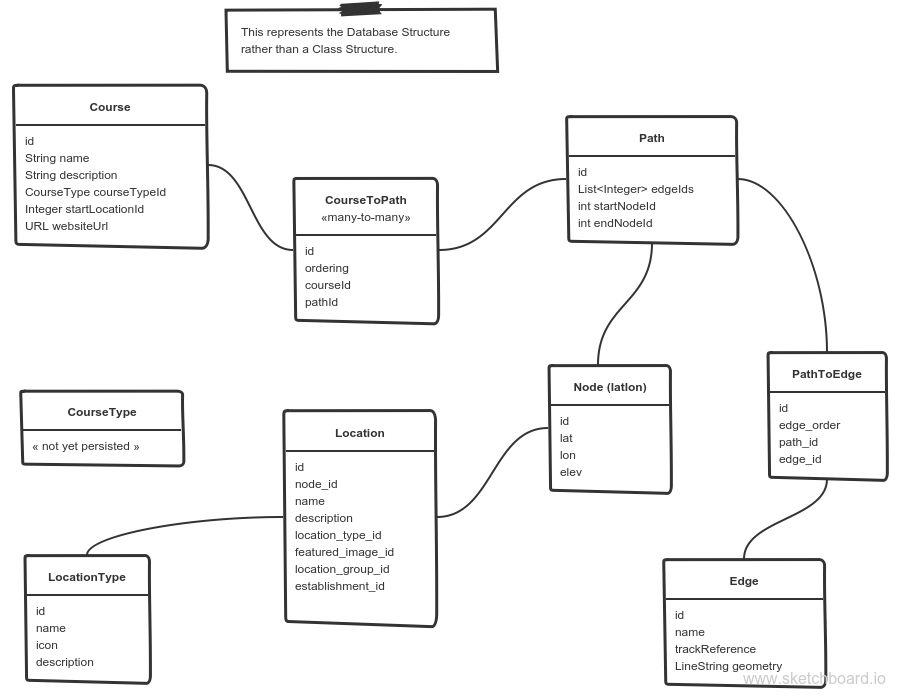 This represents the Database Structure
rather than a Class Structure.
Course
id
String name
String description
CourseType courseTypeId
Integer startLocationId
URL websiteUrl
CourseToPath
«many-to-many»
id
ordering
courseId
pathId
Path
id
List<Integer> edgeIds
int startNodeId
int endNodeId
CourseType
« not yet persisted »
Location
id
node_id
name
description
location_type_id
featured_image_id
location_group_id
establishment_id
Node (latlon)
id
lat
lon
elev
PathToEdge
id
edge_order
path_id
edge_id
LocationType
id
name
icon
description
Edge
id
name
trackReference
LineString geometry
www.sketchboard.io